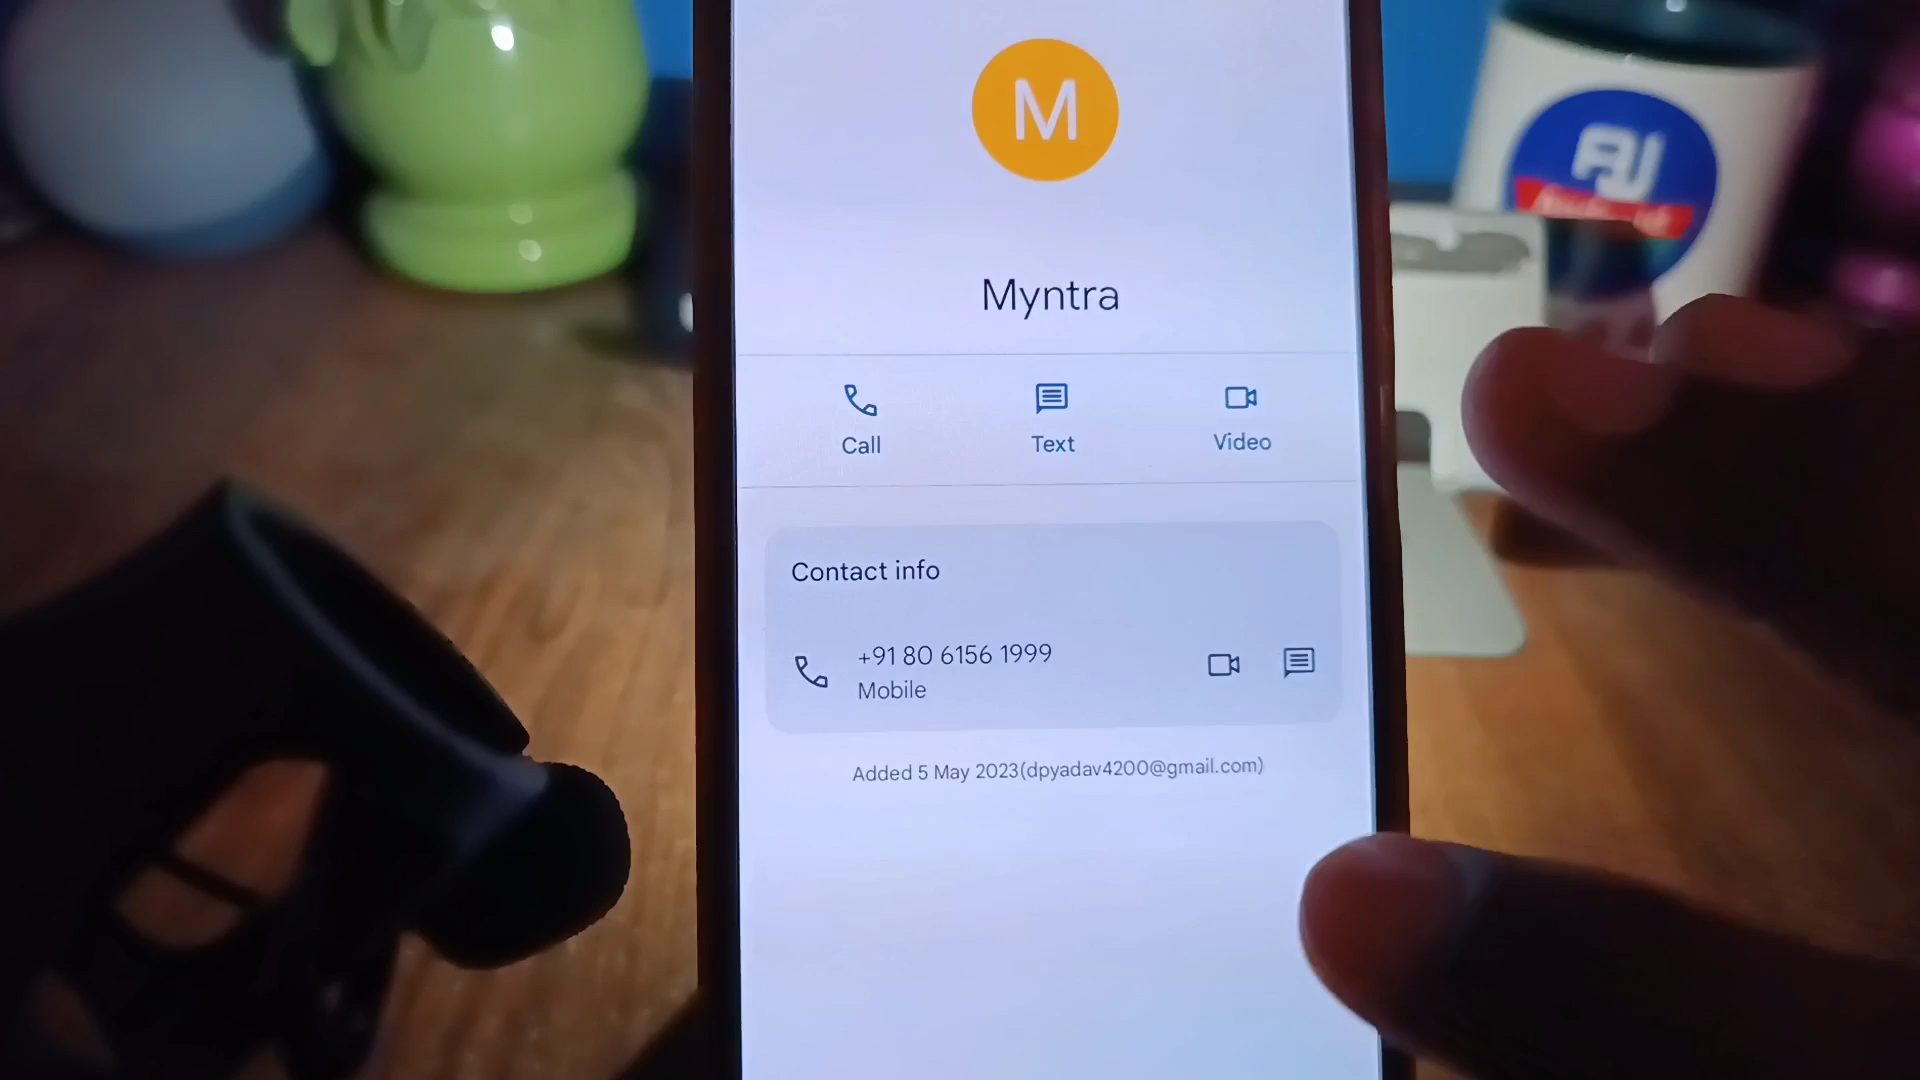 M
Myntra
Call
Text
Video
Contact info
+91 80 6156 1999
Mobile
Added 5 May 2023(dpyadav4200@gmail.com)